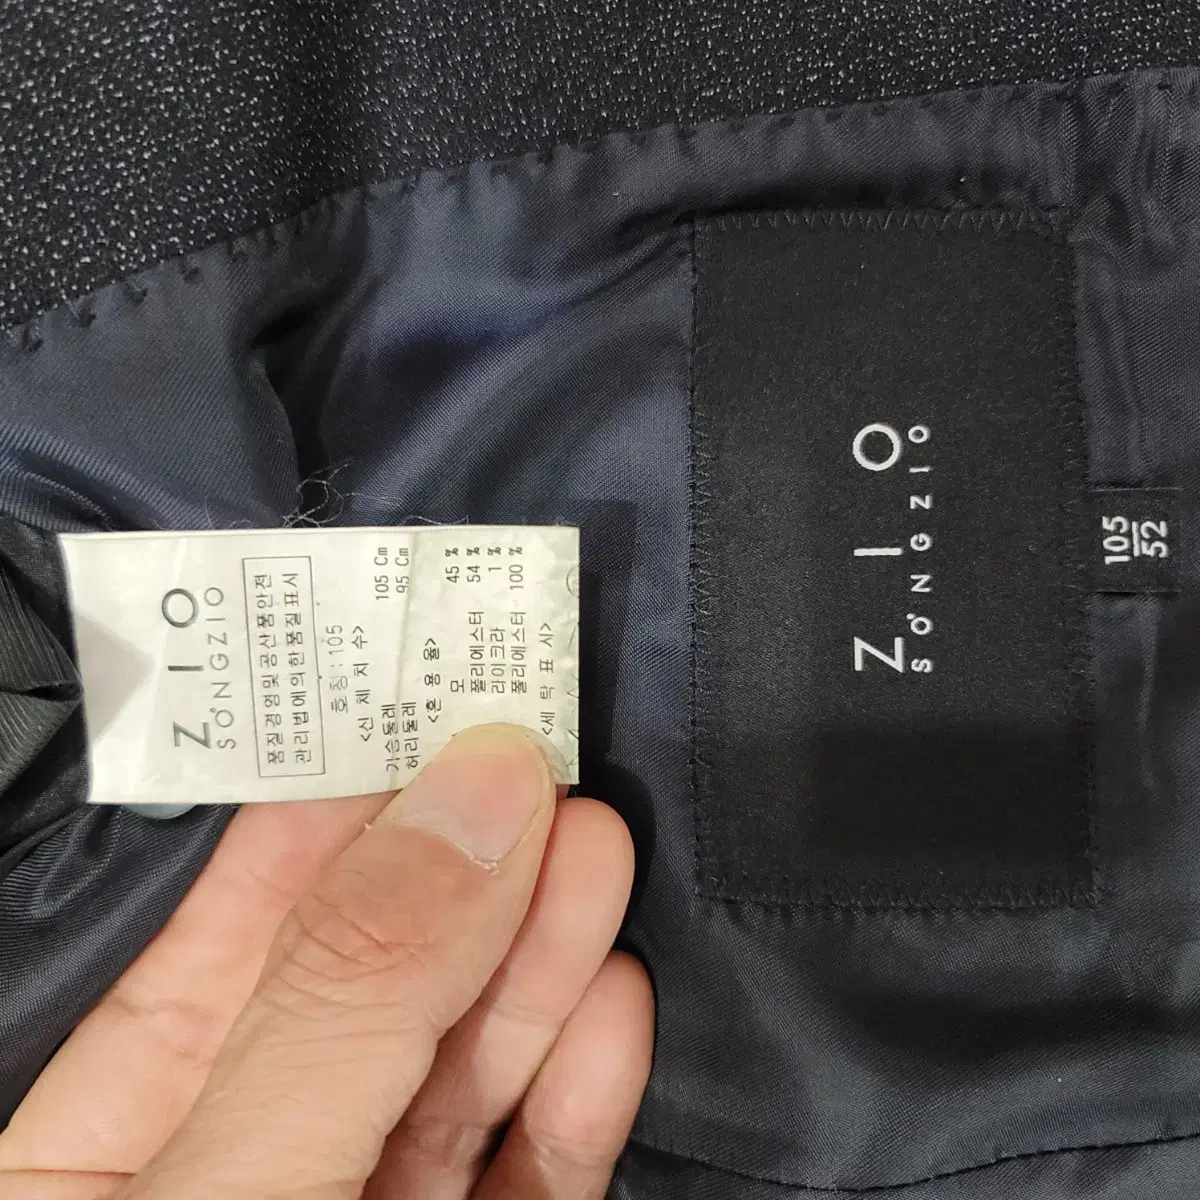 ZIO
SONGZIO
품질경영및공산품안전
관리법에의한품질표시
호칭:105
<신 체 치 수>
가슴둘레 105 Cm
허리둘레 95 Cm
<혼 용 율>
모 45 %
폴리에스터 54 %
라이크라 1 %
폴리에스터 100 %
<세 탁 표 시>
ZIO
SONGZIO
105
52